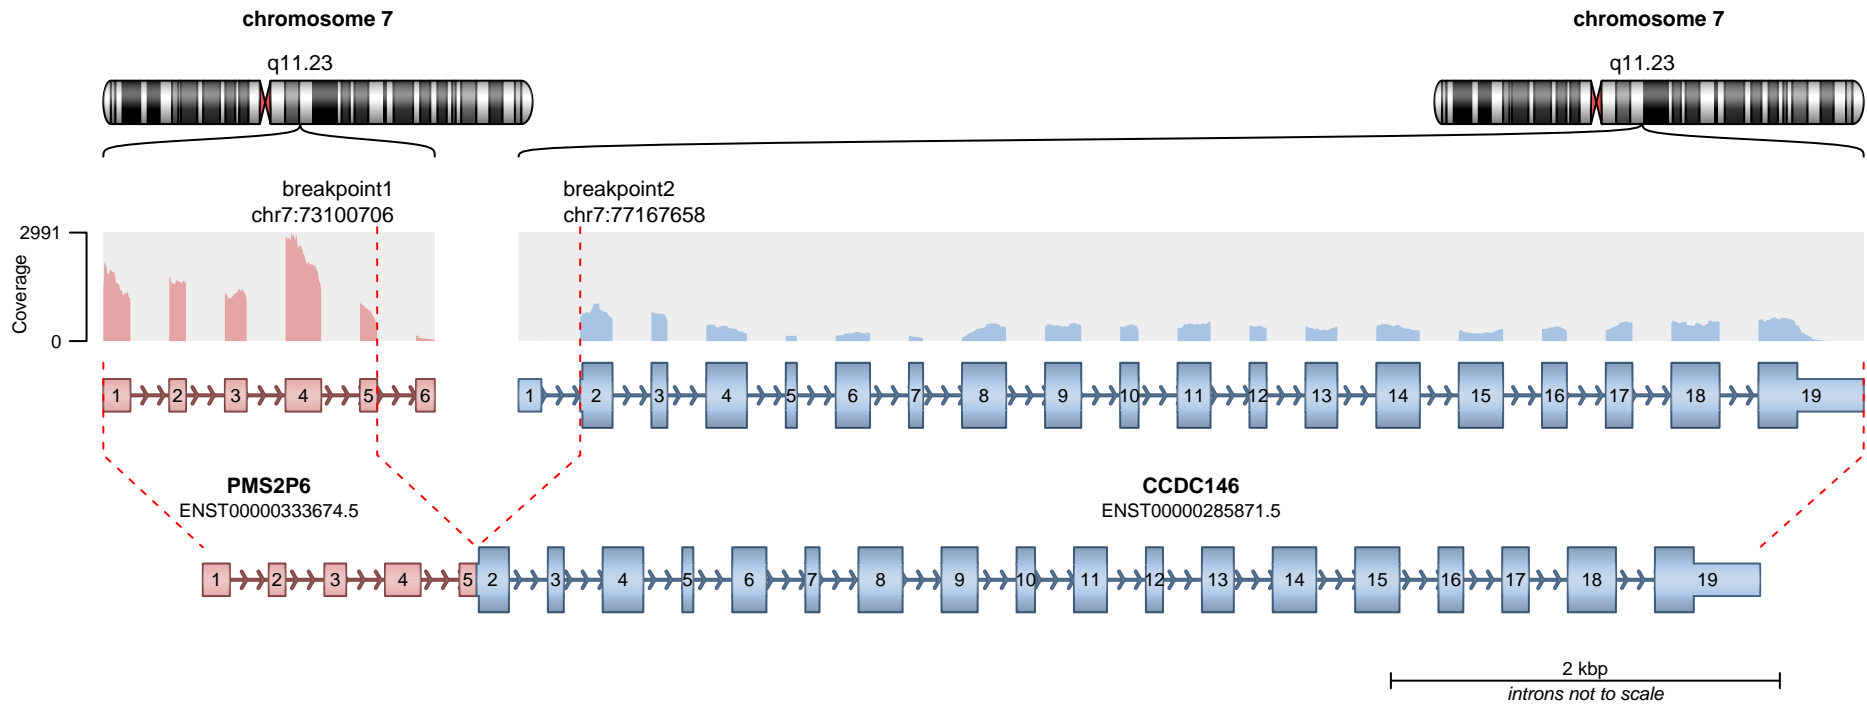 chromosome 7
chromosome 7
q11.23
q11.23
breakpoint1
chr7:73100706
breakpoint2
chr7:77167658
2991
Coverage
0
1 2 3 4 5 6
1 2 3 4 5 6 7 8 9 10 11 12 13 14 15 16 17 18 19
PMS2P6
ENST00000333674.5
CCDC146
ENST00000285871.5
1 2 3 4 5 2 3 4 5 6 7 8 9 10 11 12 13 14 15 16 17 18 19
2 kbp
introns not to scale